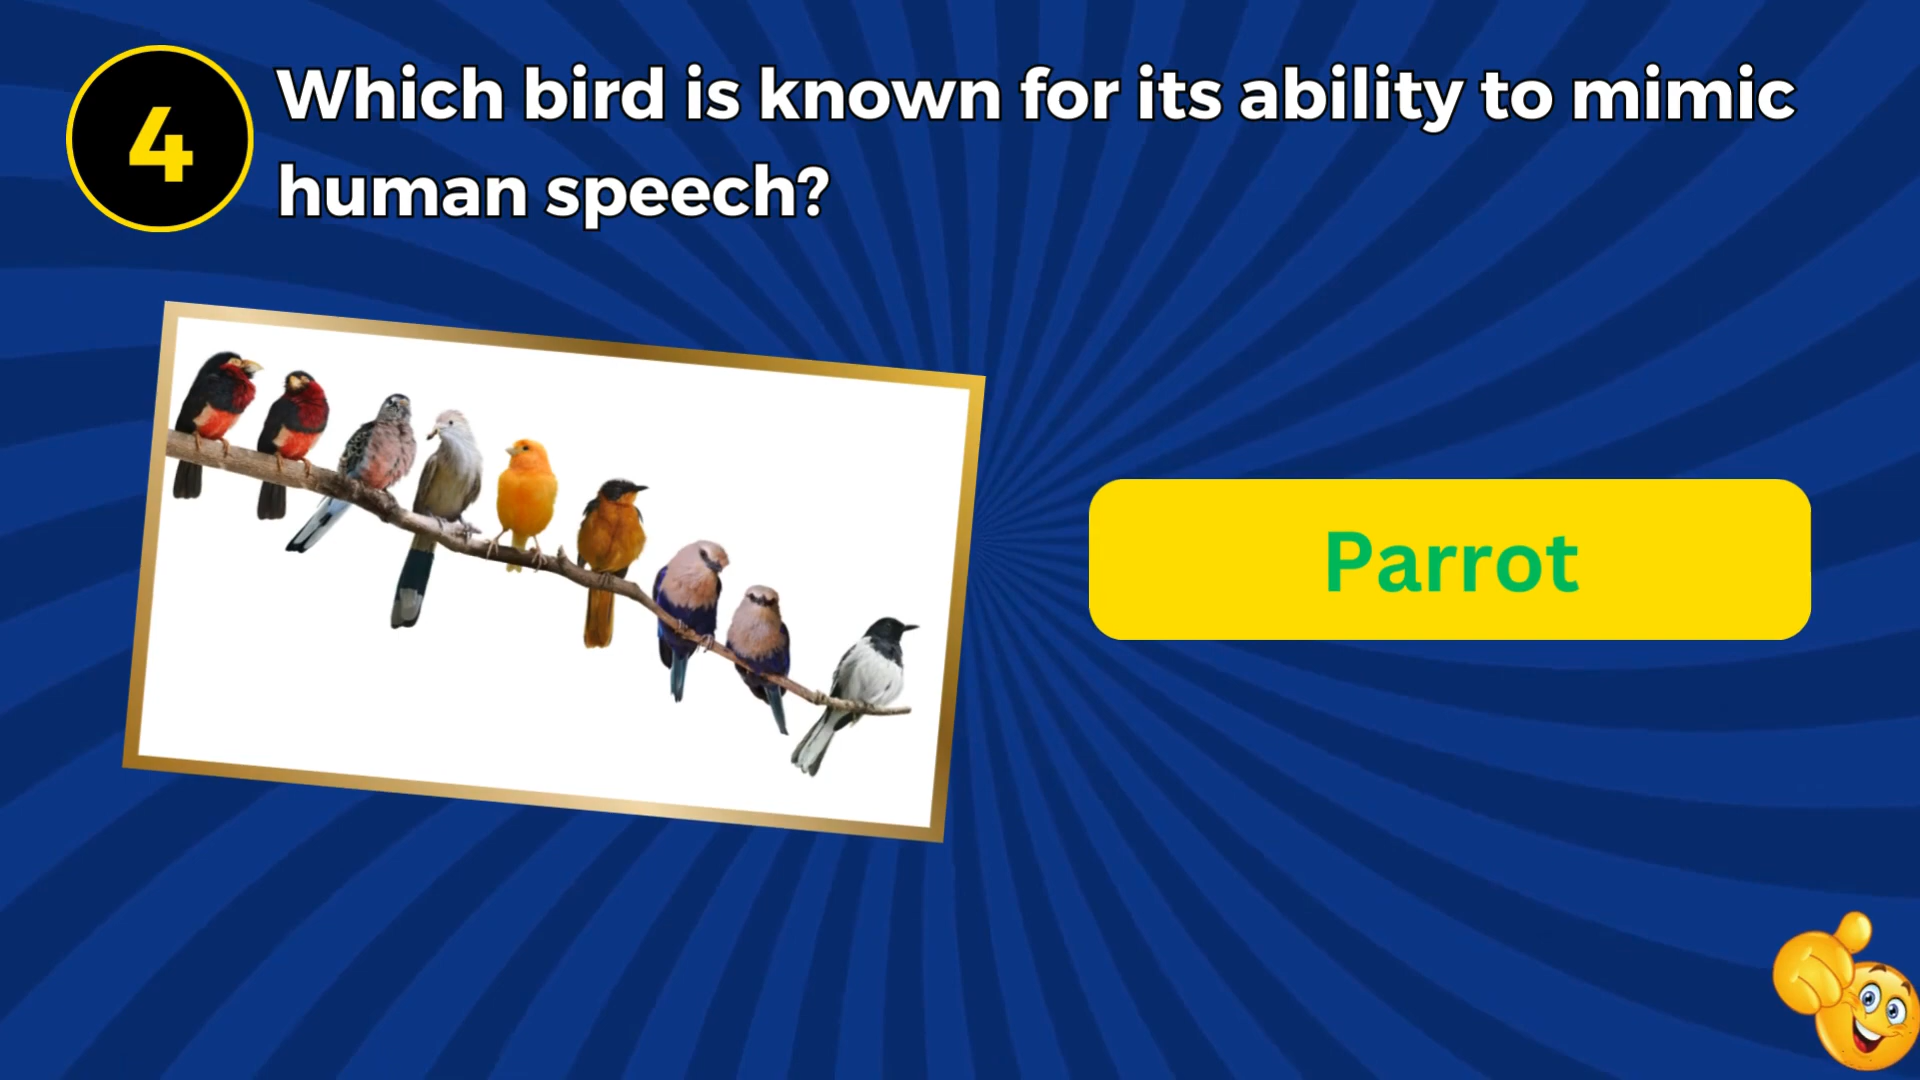 4
Which bird is known for its ability to mimic
human speech?
Parrot